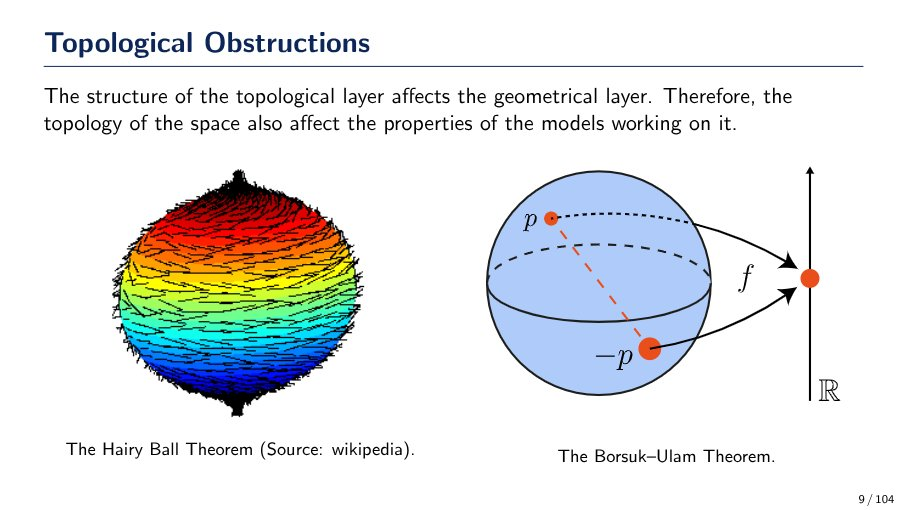 Topological Obstructions
The structure of the topological layer affects the geometrical layer. Therefore, the
topology of the space also affect the properties of the models working on it.
p
f
−p
ℝ
The Hairy Ball Theorem (Source: wikipedia).
The Borsuk–Ulam Theorem.
9 / 104